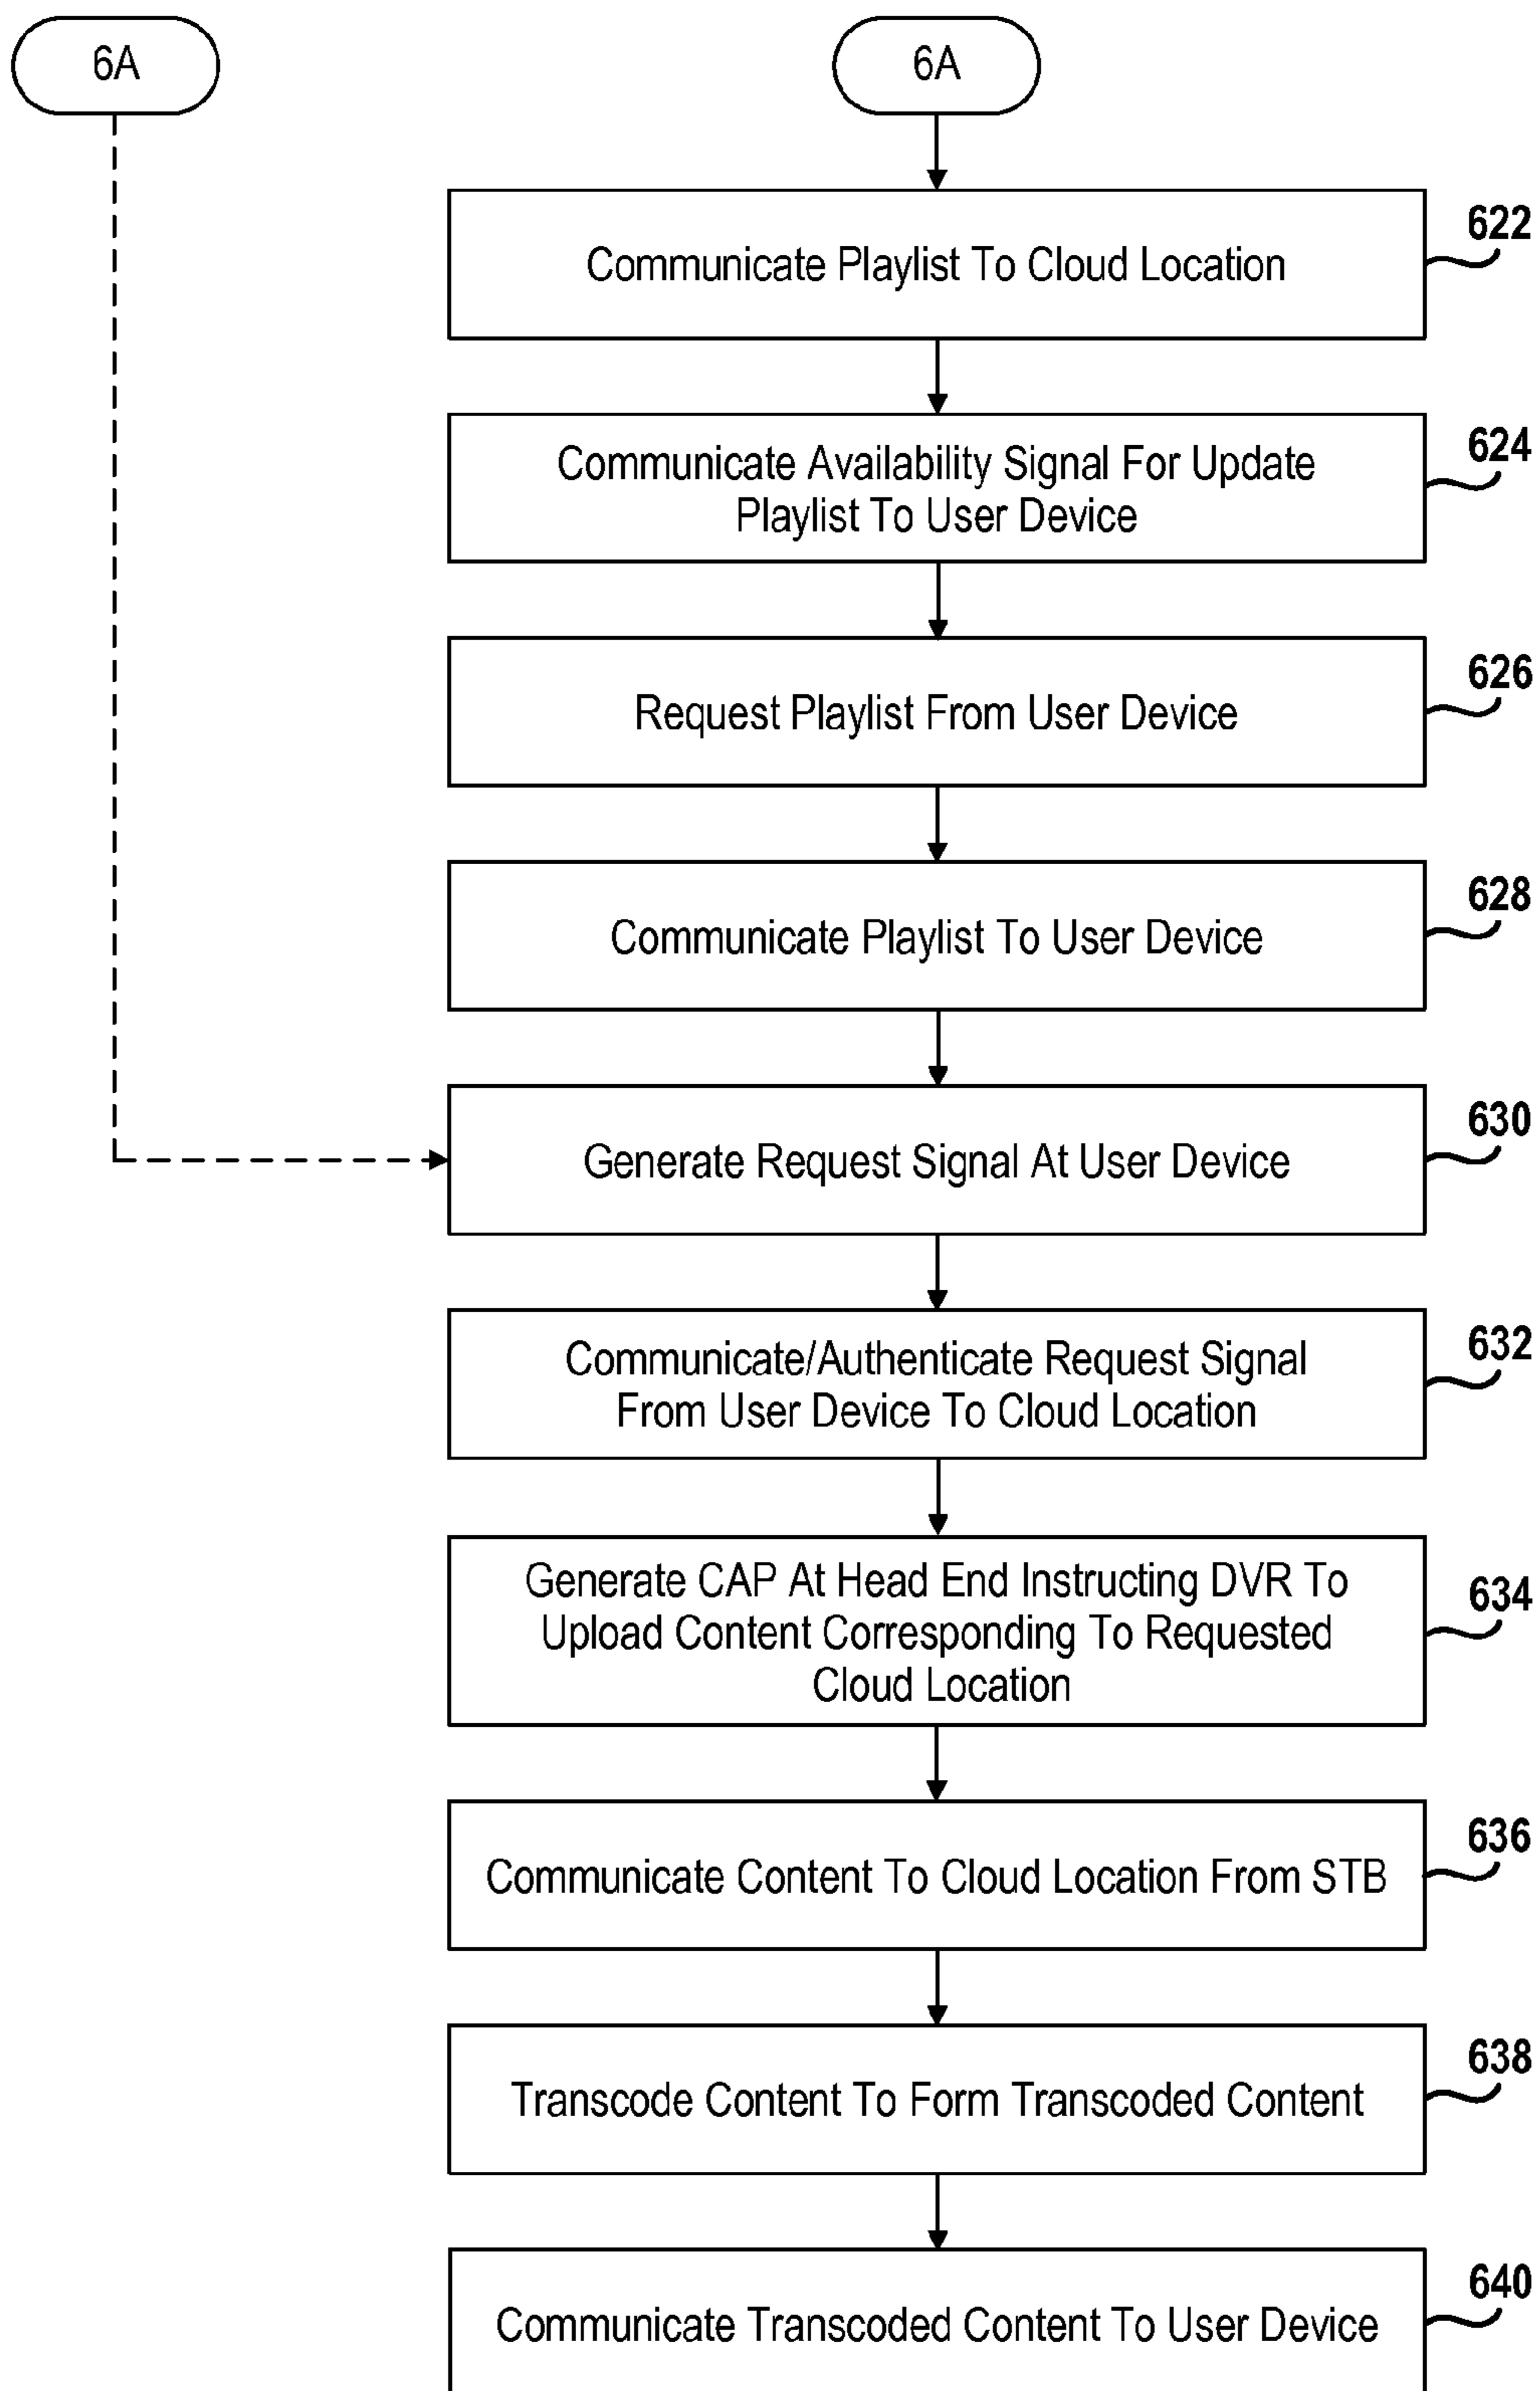 6A
6A
Communicate Playlist To Cloud Location
622
Communicate Availability Signal For Update
Playlist To User Device
624
Request Playlist From User Device
626
Communicate Playlist To User Device
628
Generate Request Signal At User Device
630
Communicate/Authenticate Request Signal
From User Device To Cloud Location
632
Generate CAP At Head End Instructing DVR To
Upload Content Corresponding To Requested
Cloud Location
634
Communicate Content To Cloud Location From STB
636
Transcode Content To Form Transcoded Content
638
Communicate Transcoded Content To User Device
640